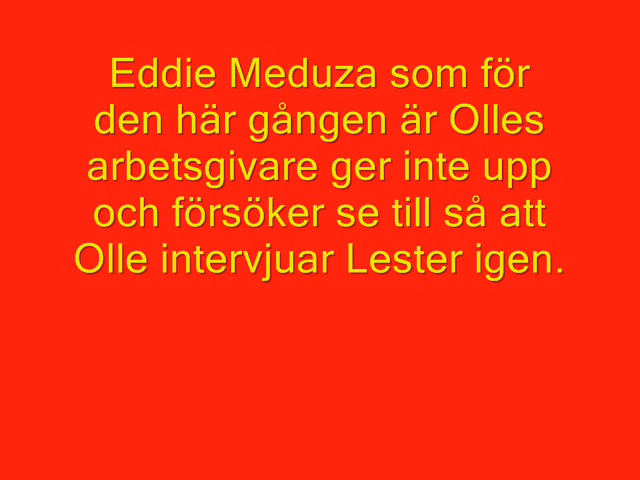 Eddie Meduza som för
den här gången är Olles
arbetsgivare ger inte upp
och försöker se till så att
Olle intervjuar Lester igen.